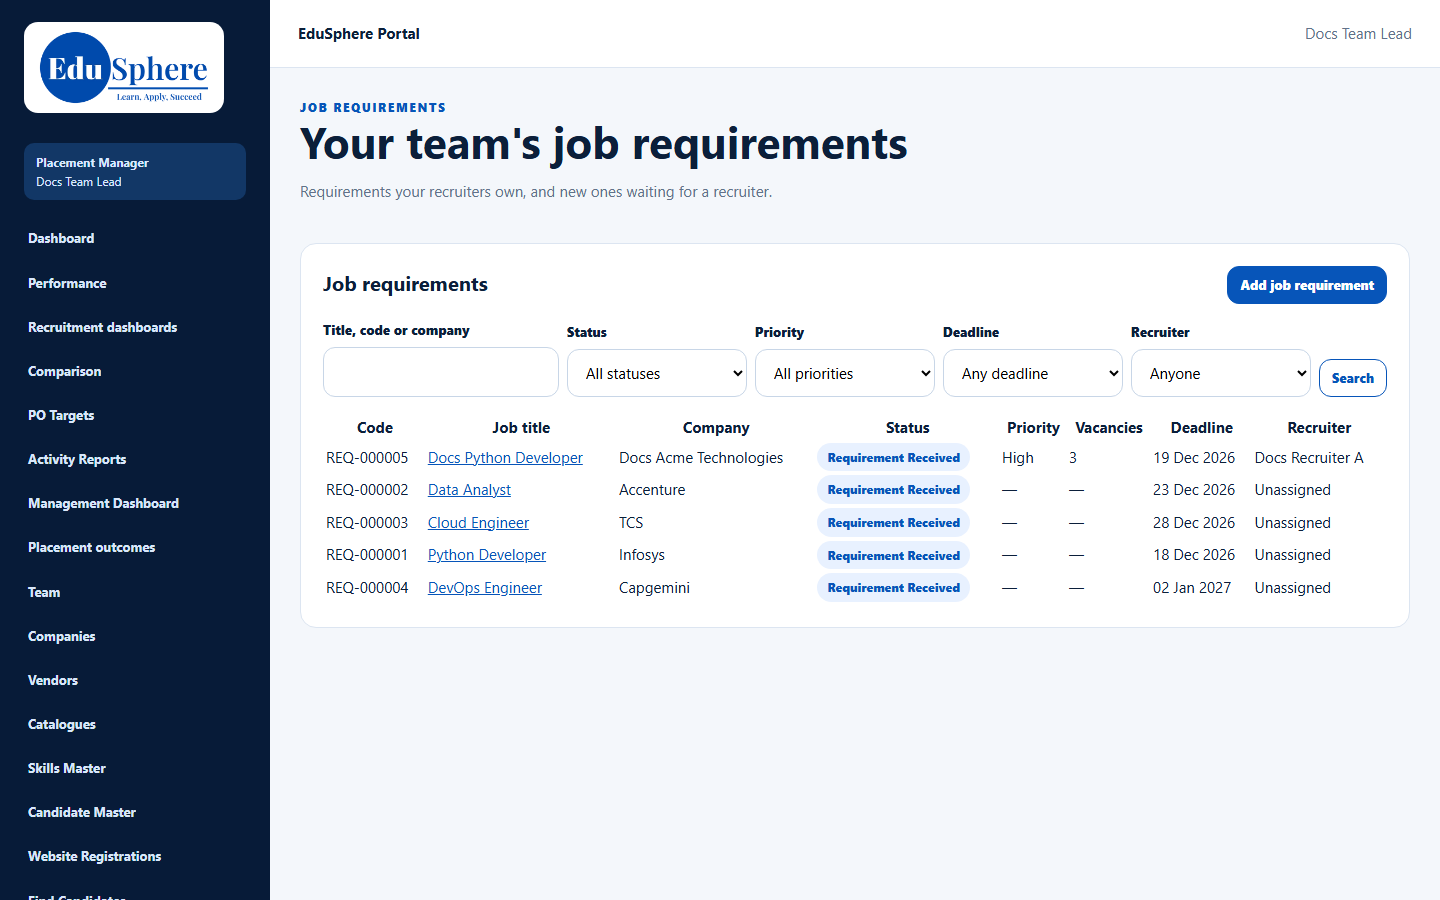 EduSphere
Learn. Apply, Succeed
Placement Manager
Docs Team Lead
Dashboard
Performance
Recruitment dashboards
Comparison
PO Targets
Activity Reports
Management Dashboard
Placement outcomes
Team
Companies
Vendors
Catalogues
Skills Master
Candidate Master
Website Registrations
Find Candidates
EduSphere Portal
Docs Team Lead
JOB REQUIREMENTS
Your team's job requirements
Requirements your recruiters own, and new ones waiting for a recruiter.
Job requirements
Add job requirement
Title, code or company Status Priority Deadline Recruiter
All statuses All priorities Any deadline Anyone Search
Code Job title Company Status Priority Vacancies Deadline Recruiter
REQ-000005 Docs Python Developer Docs Acme Technologies Requirement Received High 3 19 Dec 2026 Docs Recruiter A
REQ-000002 Data Analyst Accenture Requirement Received — — 23 Dec 2026 Unassigned
REQ-000003 Cloud Engineer TCS Requirement Received — — 28 Dec 2026 Unassigned
REQ-000001 Python Developer Infosys Requirement Received — — 18 Dec 2026 Unassigned
REQ-000004 DevOps Engineer Capgemini Requirement Received — — 02 Jan 2027 Unassigned